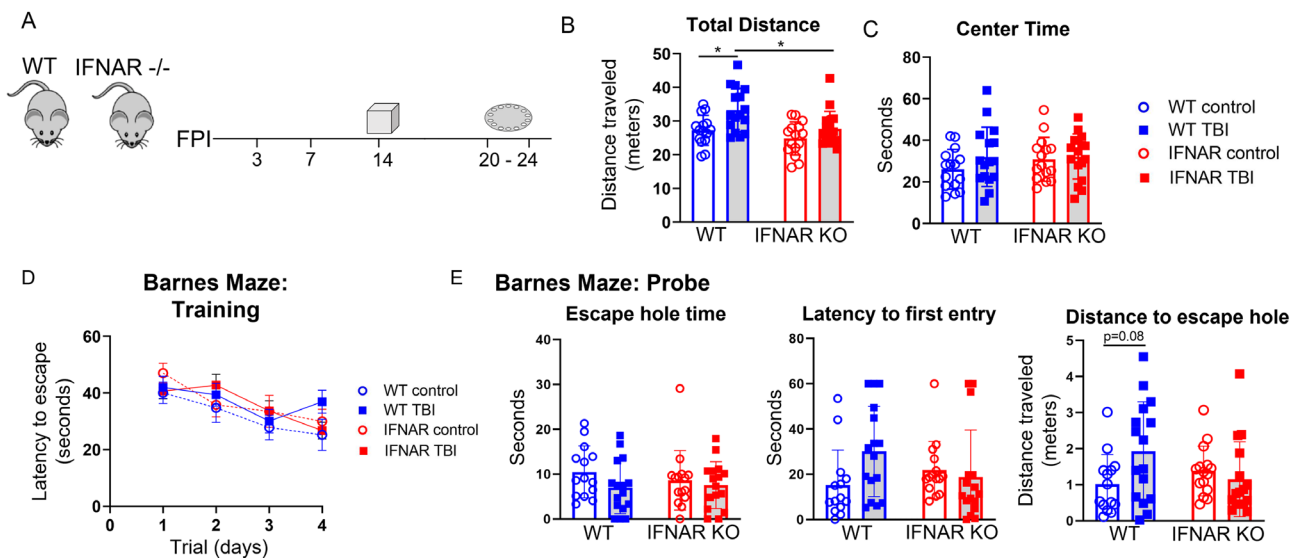 A
WT
IFNAR -/-
FPI
3
7
14
20 - 24
B
Total Distance
*
*
Distance traveled
(meters)
50
40
30
20
10
0
WT
IFNAR KO
C
Center Time
Seconds
80
60
40
20
0
WT
IFNAR KO
WT control
WT TBI
IFNAR control
IFNAR TBI
D
Barnes Maze:
Training
Latency to escape
(seconds)
60
40
20
0
0
1
2
3
4
Trial (days)
WT control
WT TBI
IFNAR control
IFNAR TBI
E
Barnes Maze: Probe
Escape hole time
Seconds
40
30
20
10
0
WT
IFNAR KO
Latency to first entry
Seconds
80
60
40
20
0
WT
IFNAR KO
Distance to escape hole
p=0.08
Distance traveled
(meters)
5
4
3
2
1
0
WT
IFNAR KO